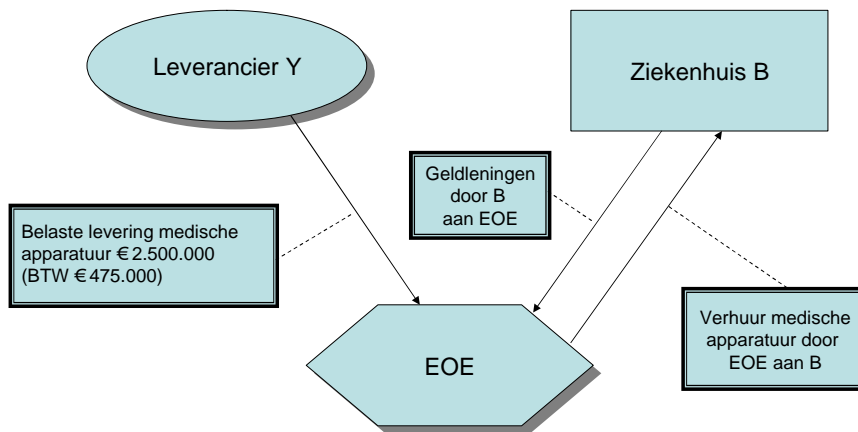 Leverancier Y
Ziekenhuis B
Geldleningen
door B
aan EOE
Belaste levering medische
apparatuur € 2.500.000
(BTW € 475.000)
Verhuur medische
apparatuur door
EOE aan B
EOE